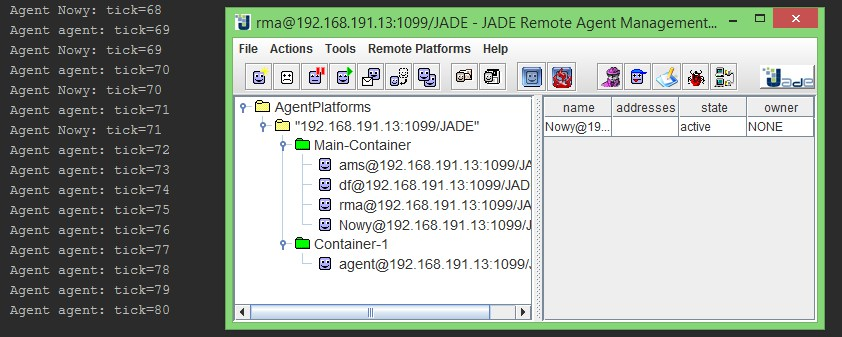 Agent Nowy: tick=68
Agent agent: tick=69
Agent Nowy: tick=69
Agent agent: tick=70
Agent Nowy: tick=70
Agent agent: tick=71
Agent Nowy: tick=71
Agent agent: tick=72
Agent agent: tick=73
Agent agent: tick=74
Agent agent: tick=75
Agent agent: tick=76
Agent agent: tick=77
Agent agent: tick=78
Agent agent: tick=79
Agent agent: tick=80
rma@192.168.191.13:1099/JADE - JADE Remote Agent Management...
File Actions Tools Remote Platforms Help
Jade
AgentPlatforms
"192.168.191.13:1099/JADE"
Main-Container
ams@192.168.191.13:1099/JA
df@192.168.191.13:1099/JAD
rma@192.168.191.13:1099/JA
Nowy@192.168.191.13:1099/J
Container-1
agent@192.168.191.13:1099/J
name addresses state owner
Nowy@19... active NONE